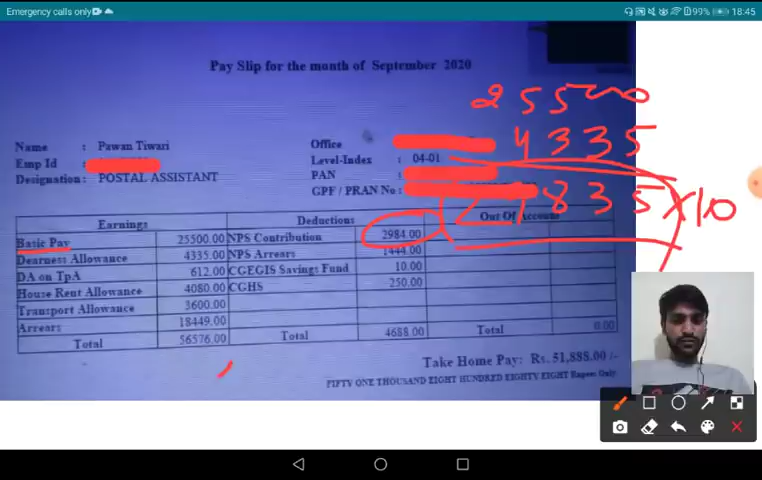 Emergency calls only 99% 18:45
Pay Slip for the month of September 2020
25500
4335
835 X10
Name : Pawan Tiwari
Emp Id :
Designation : POSTAL ASSISTANT
Office
Level-Index : 04-01
PAN :
GPF / PRAN No :
Earnings Deductions Out Of Account
Basic Pay 25500.00 NPS Contribution 2984.00
Dearness Allowance 4335.00 NPS Arrears 1444.00
DA on TpA 612.00 CGEGIS Savings Fund 10.00
House Rent Allowance 4080.00 CGHS 250.00
Transport Allowance 3600.00
Arrears 18449.00
Total 56576.00 Total 4688.00 Total 0.00
Take Home Pay: Rs. 51,888.00 /-
FIFTY ONE THOUSAND EIGHT HUNDRED EIGHTY EIGHT Rupees Only